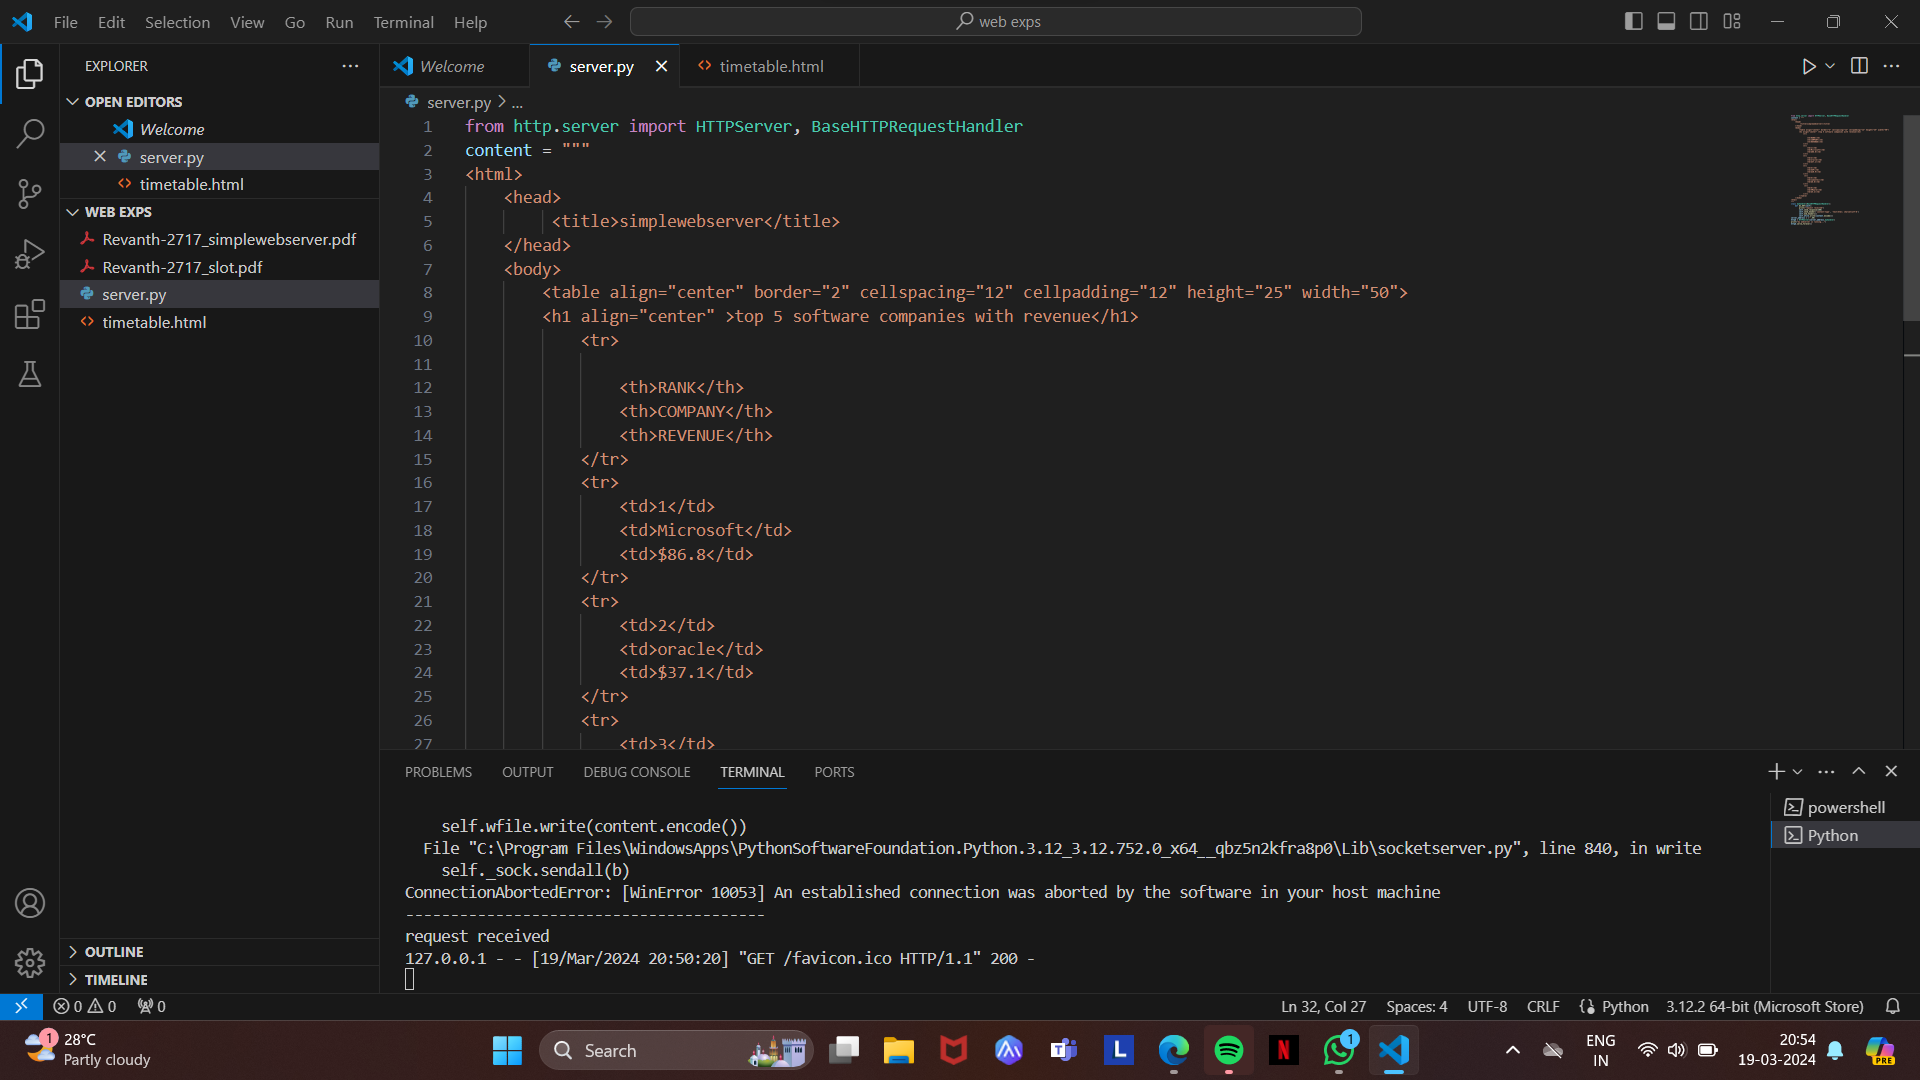 File Edit Selection View Go Run Terminal Help
web exps
EXPLORER
OPEN EDITORS
Welcome
server.py
timetable.html
WEB EXPS
Revanth-2717_simplewebserver.pdf
Revanth-2717_slot.pdf
server.py
timetable.html
OUTLINE
TIMELINE
Welcome server.py timetable.html
server.py > ...
1 from http.server import HTTPServer, BaseHTTPRequestHandler
2 content = """
3 <html>
4 <head>
5 <title>simplewebserver</title>
6 </head>
7 <body>
8 <table align="center" border="2" cellspacing="12" cellpadding="12" height="25" width="50">
9 <h1 align="center" >top 5 software companies with revenue</h1>
10 <tr>
11
12 <th>RANK</th>
13 <th>COMPANY</th>
14 <th>REVENUE</th>
15 </tr>
16 <tr>
17 <td>1</td>
18 <td>Microsoft</td>
19 <td>$86.8</td>
20 </tr>
21 <tr>
22 <td>2</td>
23 <td>oracle</td>
24 <td>$37.1</td>
25 </tr>
26 <tr>
27 <td>3</td>
PROBLEMS OUTPUT DEBUG CONSOLE TERMINAL PORTS
powershell
Python
self.wfile.write(content.encode())
File "C:\Program Files\WindowsApps\PythonSoftwareFoundation.Python.3.12_3.12.752.0_x64__qbz5n2kfra8p0\Lib\socketserver.py", line 840, in write
self._sock.sendall(b)
ConnectionAbortedError: [WinError 10053] An established connection was aborted by the software in your host machine
----------------------------------------
request received
127.0.0.1 - - [19/Mar/2024 20:50:20] "GET /favicon.ico HTTP/1.1" 200 -
0 0 0 Ln 32, Col 27 Spaces: 4 UTF-8 CRLF Python 3.12.2 64-bit (Microsoft Store)
1
28°C
Partly cloudy
Search
L
N
1
ENG
IN
20:54
19-03-2024
PRE